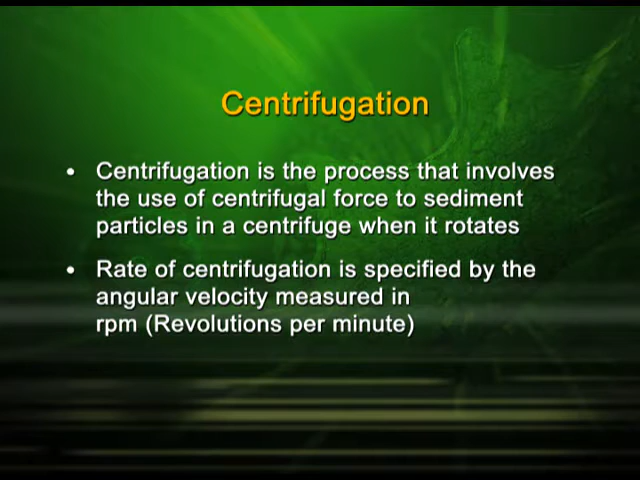 Centrifugation
• Centrifugation is the process that involves
the use of centrifugal force to sediment
particles in a centrifuge when it rotates
• Rate of centrifugation is specified by the
angular velocity measured in
rpm (Revolutions per minute)